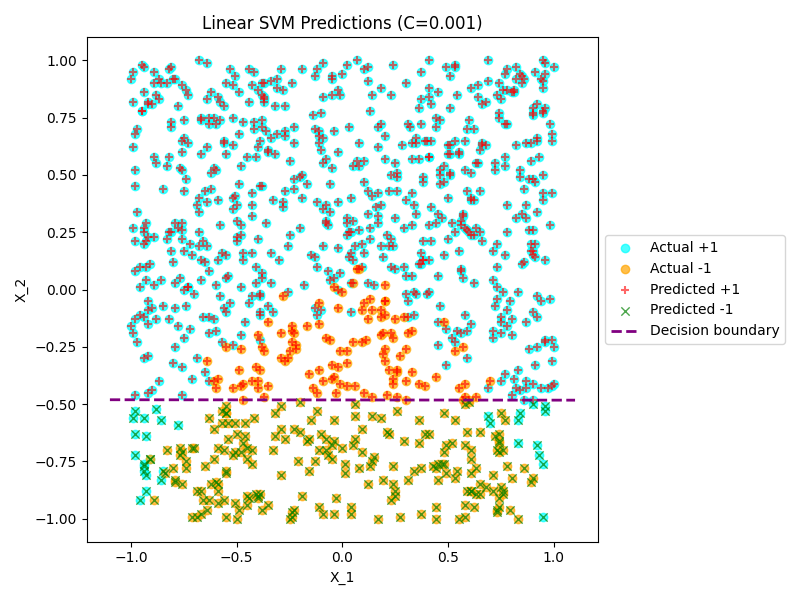 Linear SVM Predictions (C=0.001)
1.00
0.75
0.50
0.25
0.00
−0.25
−0.50
−0.75
−1.00
X_2
−1.0
−0.5
0.0
0.5
1.0
X_1
Actual +1
Actual -1
Predicted +1
Predicted -1
Decision boundary